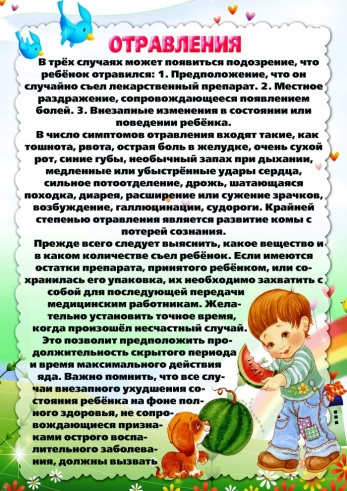 ОТРАВЛЕНИЯ
В трёх случаях может появиться подозрение, что
ребёнок отравился: 1. Предположение, что он
случайно съел лекарственный препарат. 2. Местное
раздражение, сопровождающееся появлением
болей. 3. Внезапные изменения в состоянии или
поведении ребёнка.
В число симптомов отравления входят такие, как
тошнота, рвота, острая боль в желудке, очень сухой
рот, синие губы, необычный запах при дыхании,
медленные или убыстрённые удары сердца,
сильное потоотделение, дрожь, шатающаяся
походка, диарея, расширение или сужение зрачков,
возбуждение, галлюцинации, судороги. Крайней
степенью отравления является развитие комы с
потерей сознания.
Прежде всего следует выяснить, какое вещество и
в каком количестве съел ребёнок. Если имеются
остатки препарата, принятого ребёнком, или со-
хранилась его упаковка, их необходимо захватить с
собой для последующей передачи
медицинским работникам. Жела-
тельно установить точное время,
когда произошёл несчастный случай.
Это позволит предположить про-
должительность скрытого периода
и время максимального действия
яда. Важно помнить, что все слу-
чаи внезапного ухудшения со-
стояния ребёнка на фоне пол-
ного здоровья, не сопро-
вождающиеся призна-
ками острого воспа-
лительного заболева-
ния, должны вызвать